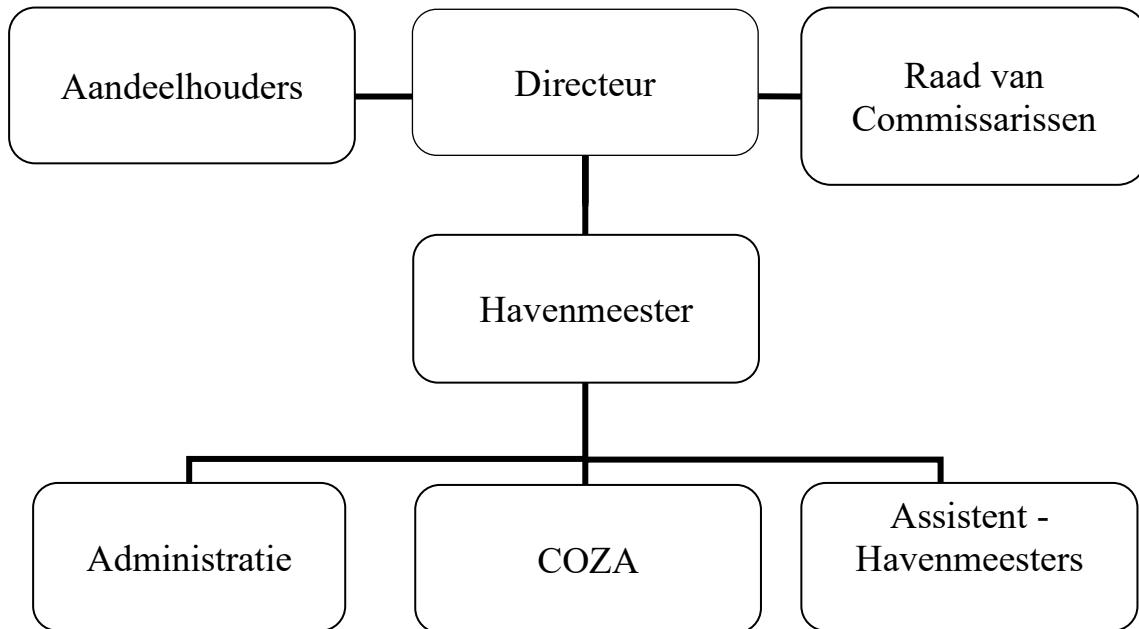 Aandeelhouders
Directeur
Raad van
Commissarissen
Havenmeester
Administratie
COZA
Assistent -
Havenmeesters